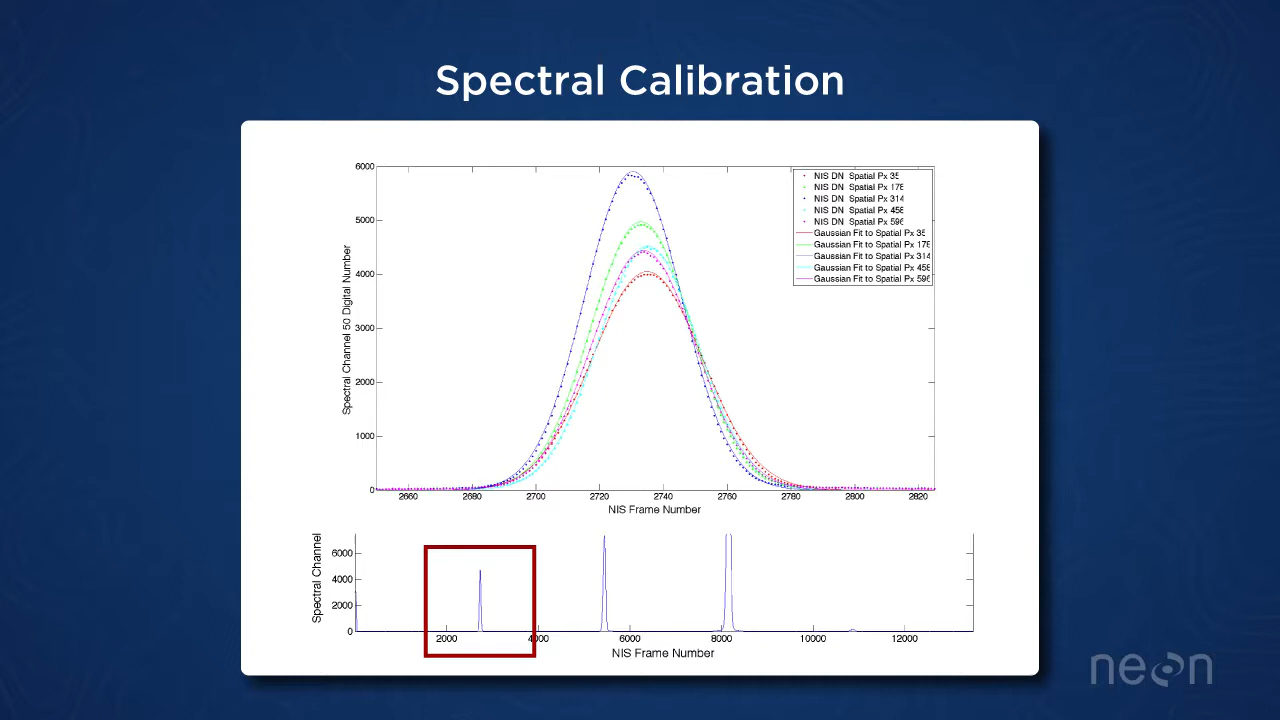 Spectral Calibration
6000
5000
4000
3000
2000
1000
0
Spectral Channel 50 Digital Number
NIS DN Spatial Px 35
NIS DN Spatial Px 176
NIS DN Spatial Px 314
NIS DN Spatial Px 456
NIS DN Spatial Px 596
Gaussian Fit to Spatial Px 35
Gaussian Fit to Spatial Px 176
Gaussian Fit to Spatial Px 314
Gaussian Fit to Spatial Px 456
Gaussian Fit to Spatial Px 596
2660 2680 2700 2720 2740 2760 2780 2800 2820
NIS Frame Number
Spectral Channel
6000
4000
2000
0
2000 4000 6000 8000 10000 12000
NIS Frame Number
neon